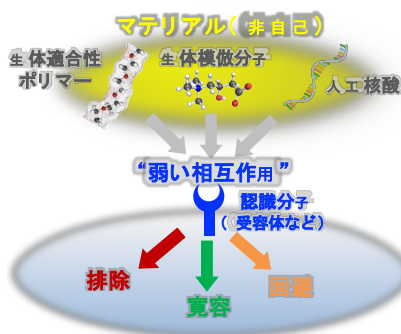 マテリアル（非自己）
生体適合性
ポリマー
生体模倣分子
人工核酸
“弱い相互作用”
認識分子
（受容体など）
排除
寛容
回避